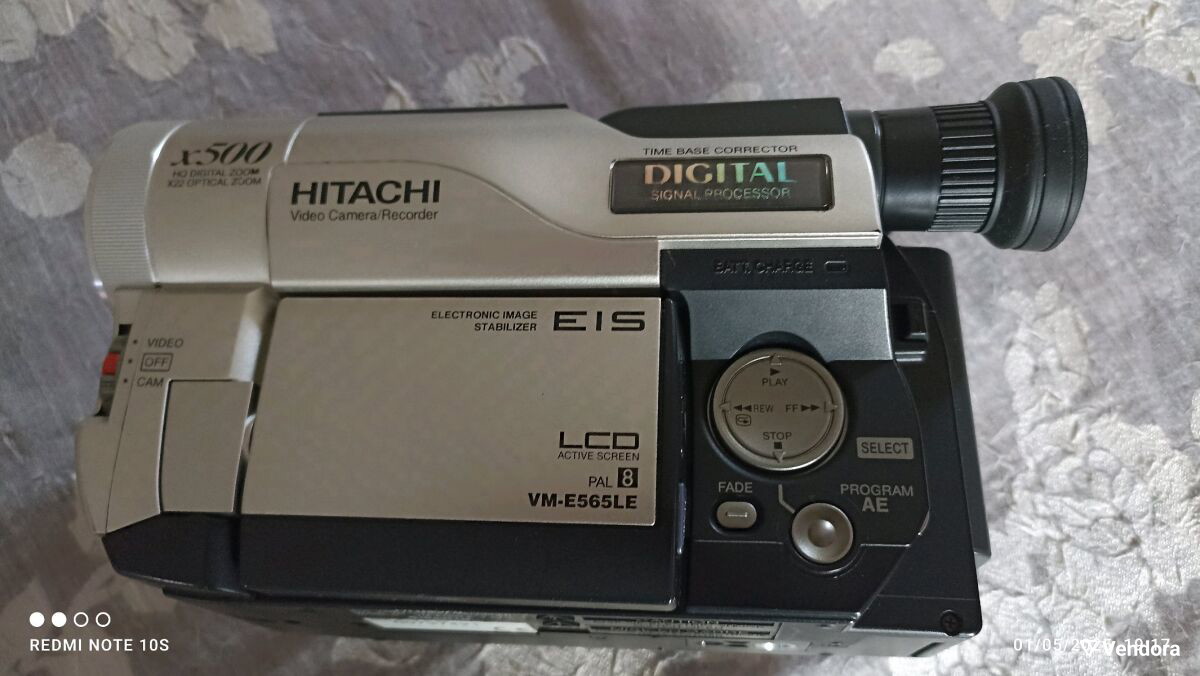 x500
HQ DIGITAL ZOOM
X22 OPTICAL ZOOM
HITACHI
Video Camera/Recorder
TIME BASE CORRECTOR
DIGITAL
SIGNAL PROCESSOR
BATT. CHARGE
ELECTRONIC IMAGE
STABILIZER
EIS
VIDEO
OFF
CAM
PLAY
REW FF
STOP
LCD
ACTIVE SCREEN
PAL 8
VM-E565LE
SELECT
FADE
PROGRAM
AE
REDMI NOTE 10S
Vendora